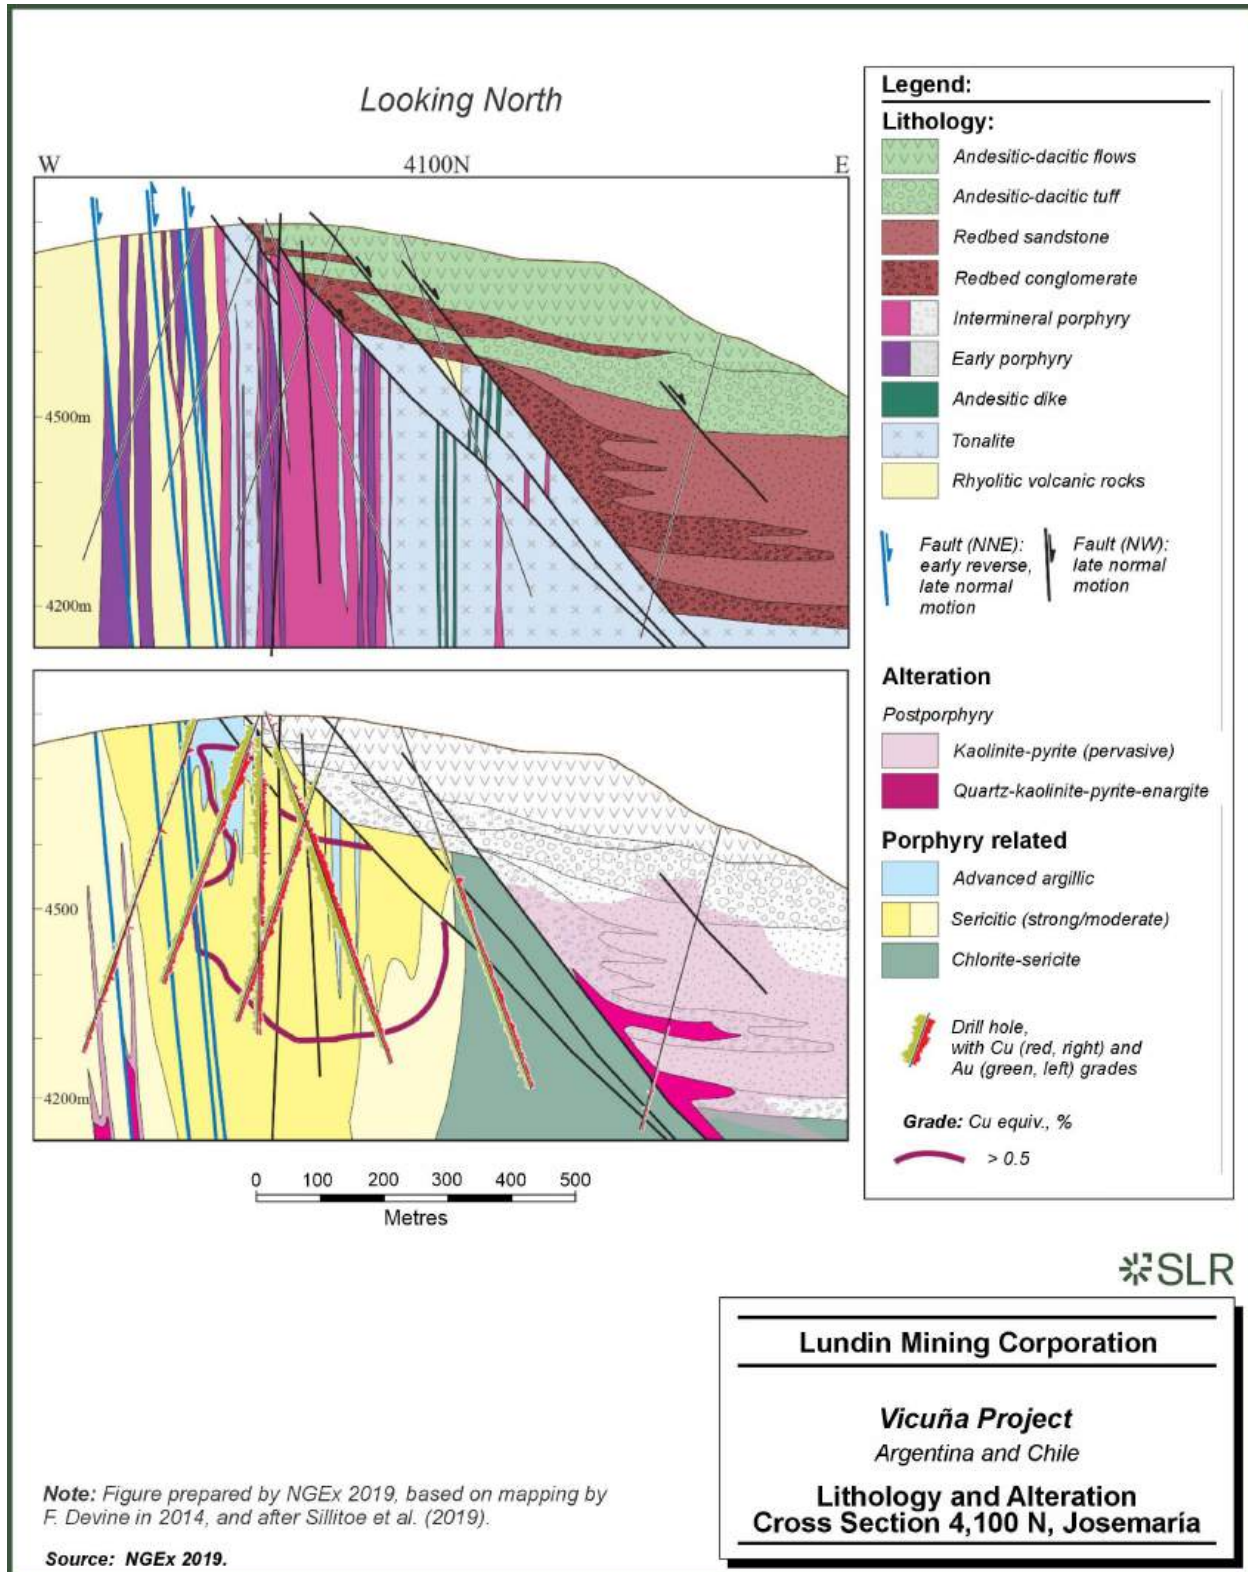 Looking North
W
4100N
E
4500m
4200m
4500
4200m
0 100 200 300 400 500
Metres
Legend:
Lithology:
Andesitic-dacitic flows
Andesitic-dacitic tuff
Redbed sandstone
Redbed conglomerate
Intermineral porphyry
Early porphyry
Andesitic dike
Tonalite
Rhyolitic volcanic rocks
Fault (NNE):
early reverse,
late normal
motion
Fault (NW):
late normal
motion
Alteration
Postporphyry
Kaolinite-pyrite (pervasive)
Quartz-kaolinite-pyrite-enargite
Porphyry related
Advanced argillic
Sericitic (strong/moderate)
Chlorite-sericite
Drill hole,
with Cu (red, right) and
Au (green, left) grades
Grade: Cu equiv., %
> 0.5
SLR
Lundin Mining Corporation
Vicuña Project
Argentina and Chile
Lithology and Alteration
Cross Section 4,100 N, Josemaría
Note: Figure prepared by NGEx 2019, based on mapping by
F. Devine in 2014, and after Sillitoe et al. (2019).
Source: NGEx 2019.